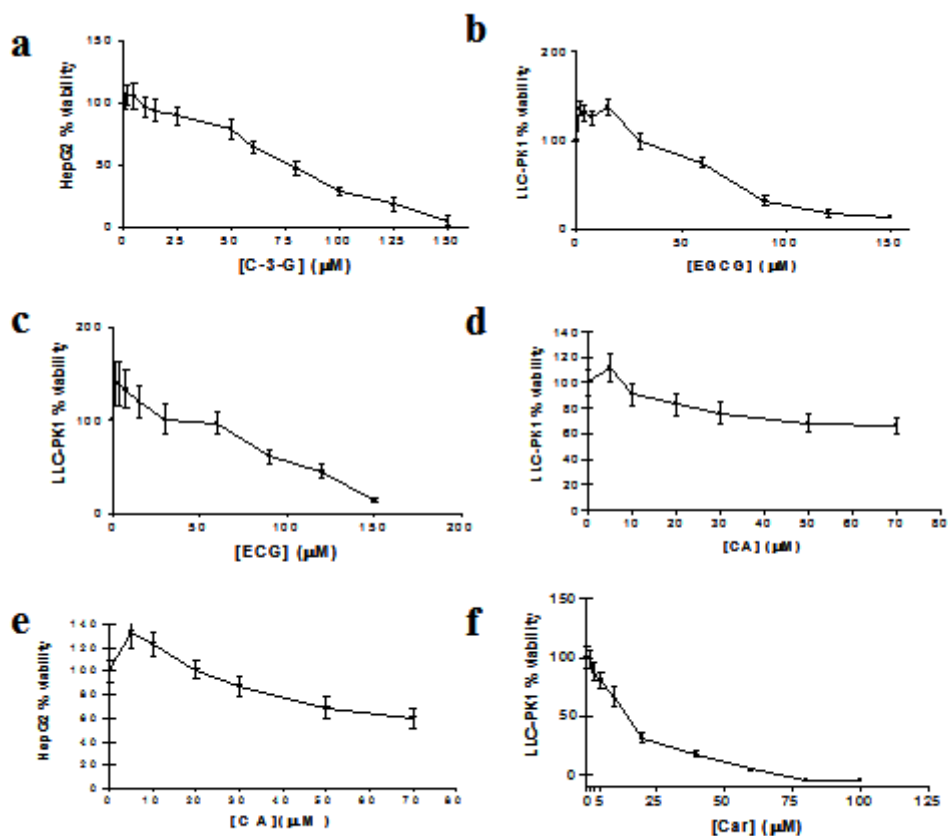 a
HepG2 % viability
150
100
50
0
0 25 50 75 100 125 150
[C-3-G] (μM)
b
LLC-PK1 % viability
200
100
0
0 50 100 150
[EGCG] (μM)
c
LLC-PK1 % viability
200
100
0
0 50 100 150 200
[ECG] (μM)
d
LLC-PK1 % viability
140
120
100
80
60
40
20
0
0 10 20 30 40 50 60 70 80
[CA] (μM)
e
HepG2 % viability
140
120
100
80
60
40
20
0
0 10 20 30 40 50 60 70 80
[CA](μM )
f
LLC-PK1 % viability
150
100
50
0
0 5 25 50 75 100 125
[Car] (μM)